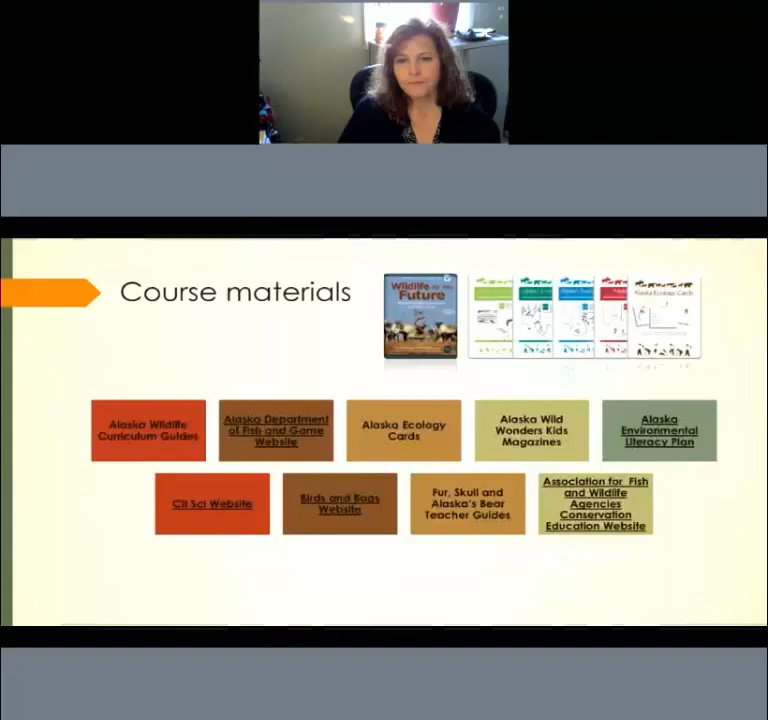 Course materials
Wildlife for the
Future
Alaska Ecology Cards
Alaska Wildlife
Curriculum Guides
Alaska Department
of Fish and Game
Website
Alaska Ecology
Cards
Alaska Wild
Wonders Kids
Magazines
Alaska
Environmental
Literacy Plan
Cit Sci Website
Birds and Bogs
Website
Fur, Skull and
Alaska's Bear
Teacher Guides
Association for Fish
and Wildlife
Agencies
Conservation
Education Website